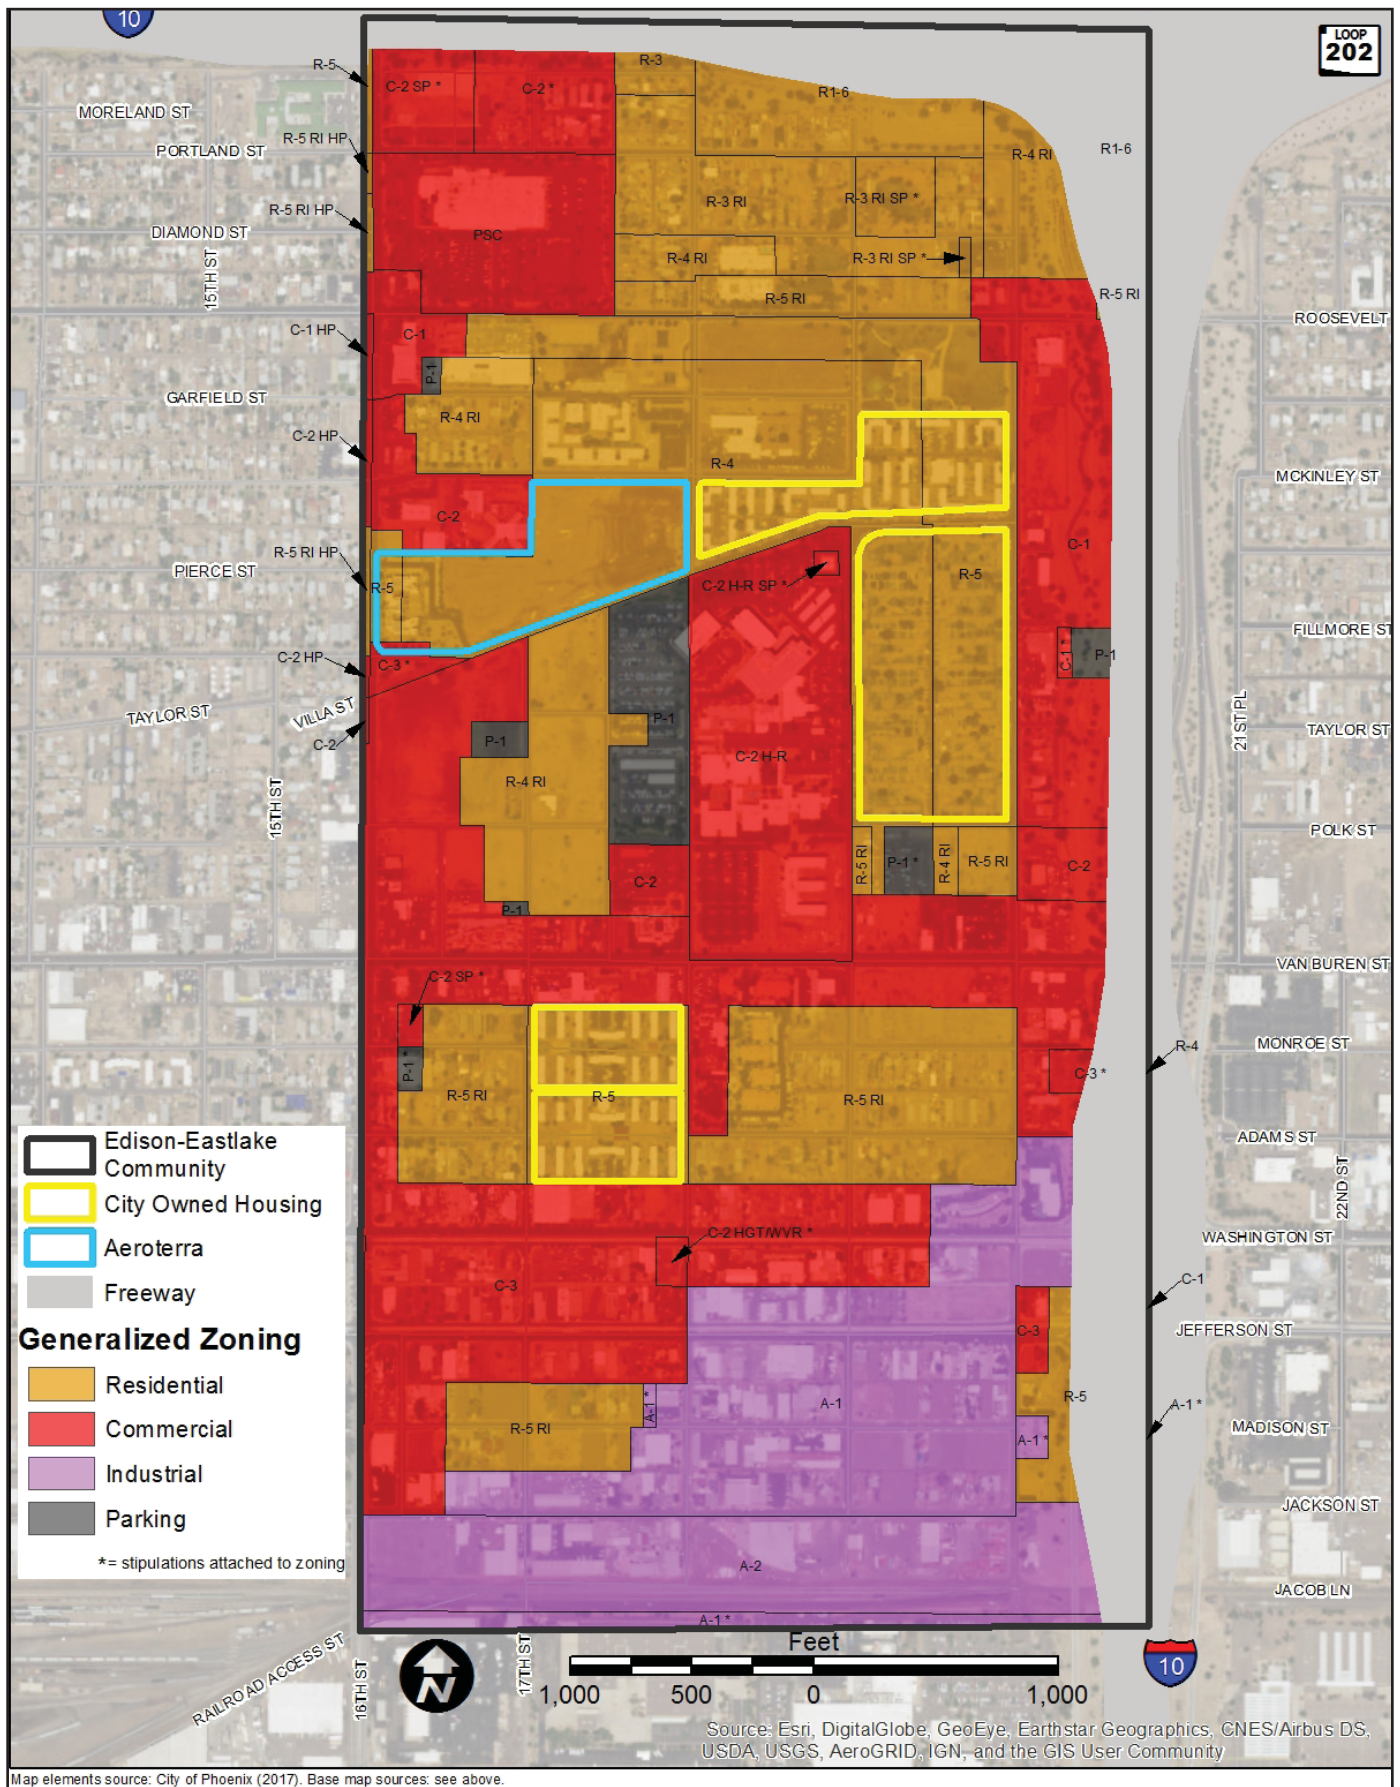 10
LOOP
202
R-5
C-2 SP *
C-2 *
R-3
R1-6
MORELAND ST
R-5 RI HP
PORTLAND ST
R-4 RI
R1-6
R-5 RI HP
R-3 RI
R-3 RI SP *
DIAMOND ST
PSC
15TH ST
R-4 RI
R-3 RI SP *
R-5 RI
R-5 RI
ROOSEVELT
C-1 HP
C-1
P-1
GARFIELD ST
R-4 RI
C-2 HP
R-4
MCKINLEY ST
C-2
C-1
R-5 RI HP
PIERCE ST
R-5
C-2 H-R SP *
R-5
FILLMORE ST
C-2 HP
C-3 *
C-1 *
P-1
TAYLOR ST
VILLA ST
P-1
21ST PL
TAYLOR ST
C-2
P-1
C-2 H-R
R-4 RI
15TH ST
POLK ST
R-5 RI
P-1 *
R-4 RI
R-5 RI
C-2
C-2
P-1
VAN BUREN ST
C-2 SP *
MONROE ST
R-4
P-1 *
C-3 *
R-5 RI
R-5
R-5 RI
ADAMS ST
22ND ST
WASHINGTON ST
C-2 HGT/WVR *
C-3
C-1
JEFFERSON ST
C-3
R-5
A-1 *
A-1
A-1 *
R-5 RI
A-1 *
MADISON ST
JACKSON ST
A-2
JACOB LN
A-1 *
Edison-Eastlake
Community
City Owned Housing
Aeroterra
Freeway
Generalized Zoning
Residential
Commercial
Industrial
Parking
*= stipulations attached to zoning
RAILROAD ACCESS ST
16TH ST
N
17TH ST
Feet
1,000 500 0 1,000
10
Source: Esri, DigitalGlobe, GeoEye, Earthstar Geographics, CNES/Airbus DS,
USDA, USGS, AeroGRID, IGN, and the GIS User Community
Map elements source: City of Phoenix (2017). Base map sources: see above.